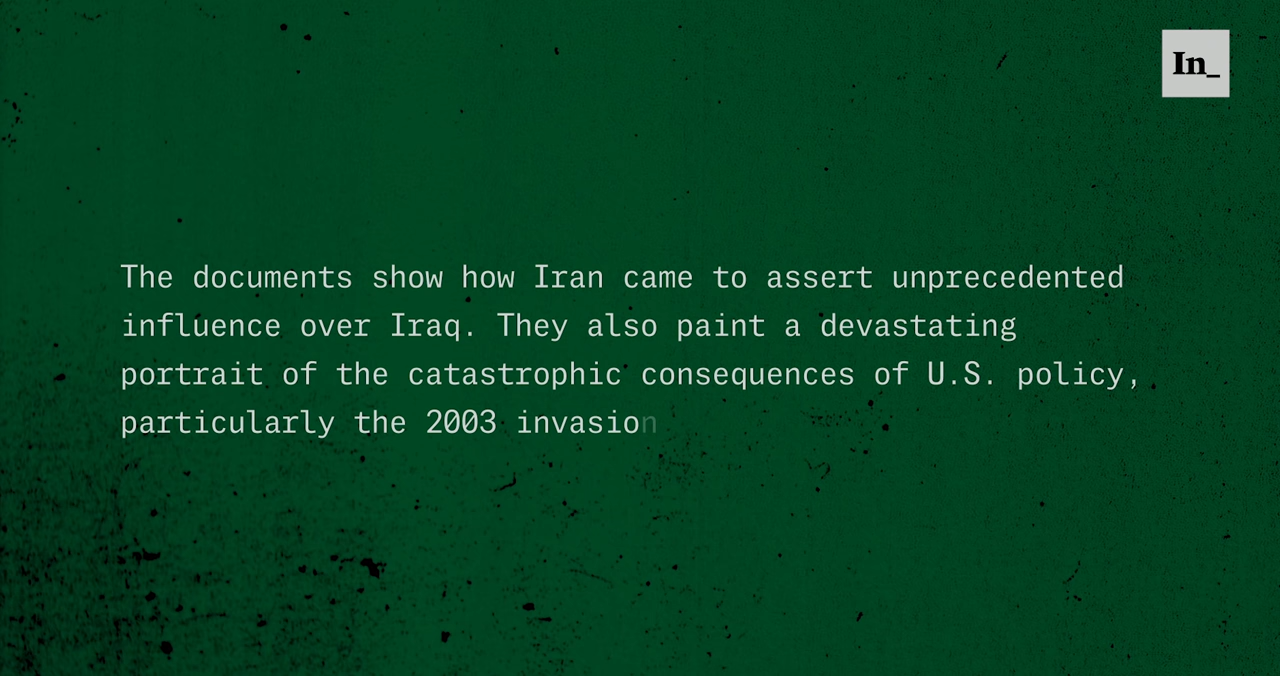 In_
The documents show how Iran came to assert unprecedented
influence over Iraq. They also paint a devastating
portrait of the catastrophic consequences of U.S. policy,
particularly the 2003 invasion